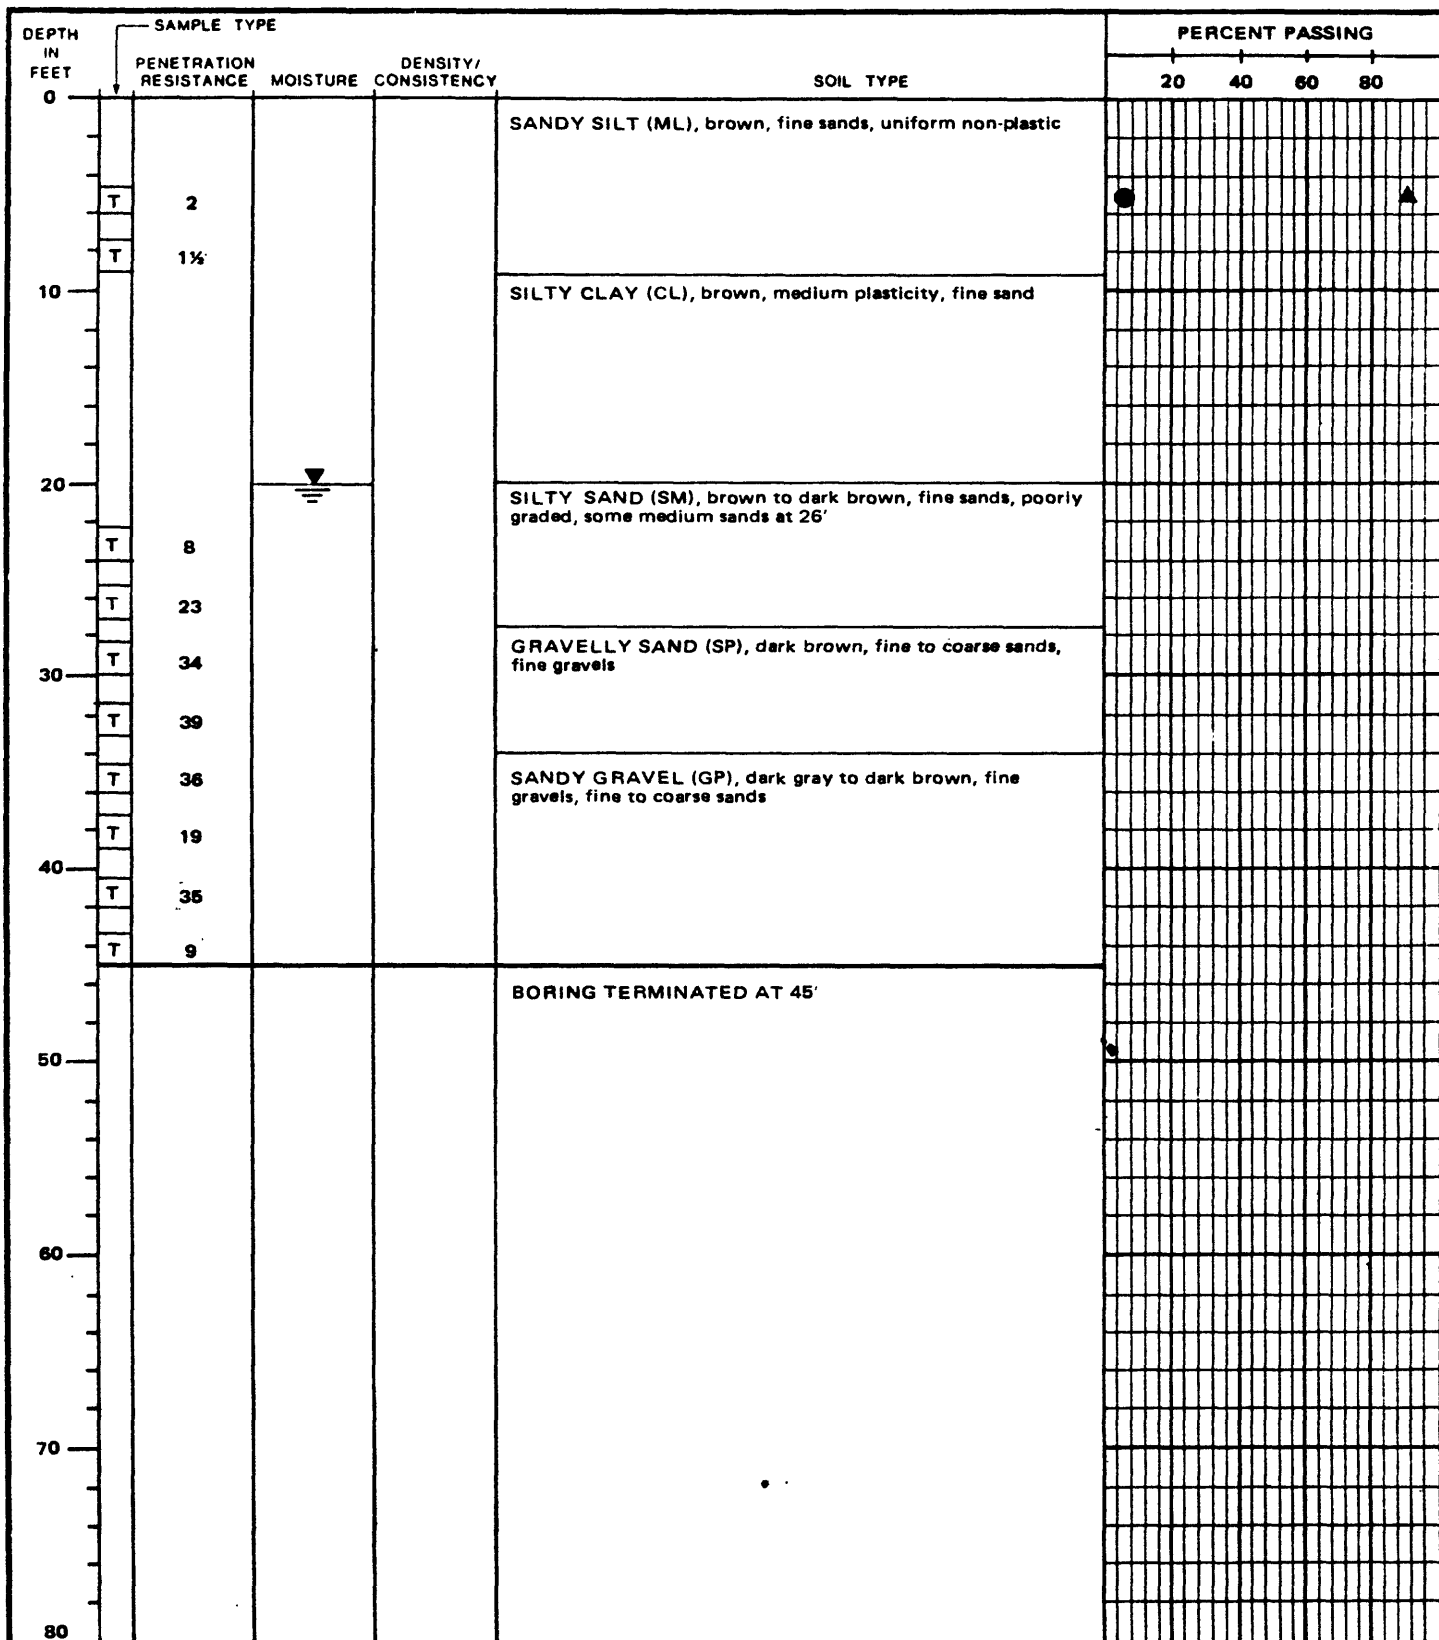 DEPTH
IN
FEET
SAMPLE TYPE
PENETRATION
RESISTANCE
MOISTURE
DENSITY/
CONSISTENCY
SOIL TYPE
PERCENT PASSING
20 40 60 80
0
SANDY SILT (ML), brown, fine sands, uniform non-plastic
T 2
T 1½
10
SILTY CLAY (CL), brown, medium plasticity, fine sand
20
SILTY SAND (SM), brown to dark brown, fine sands, poorly
graded, some medium sands at 26'
T 8
T 23
GRAVELLY SAND (SP), dark brown, fine to coarse sands,
fine gravels
T 34
30
T 39
SANDY GRAVEL (GP), dark gray to dark brown, fine
gravels, fine to coarse sands
T 36
T 19
40
T 35
T 9
BORING TERMINATED AT 45'
50
60
70
80